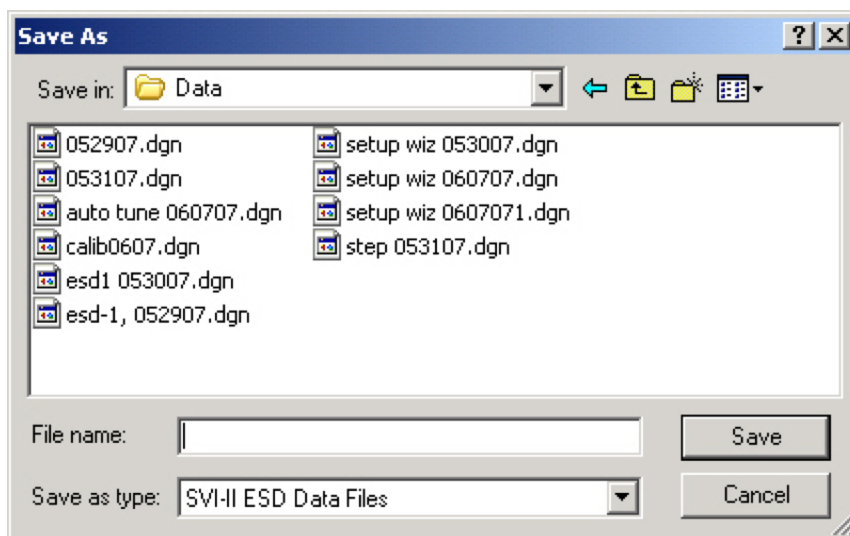 Save As
Save in: Data
052907.dgn
053107.dgn
auto tune 060707.dgn
calib0607.dgn
esd1 053007.dgn
esd-1, 052907.dgn
setup wiz 053007.dgn
setup wiz 060707.dgn
setup wiz 0607071.dgn
step 053107.dgn
File name:
Save
Save as type: SVI-II ESD Data Files
Cancel